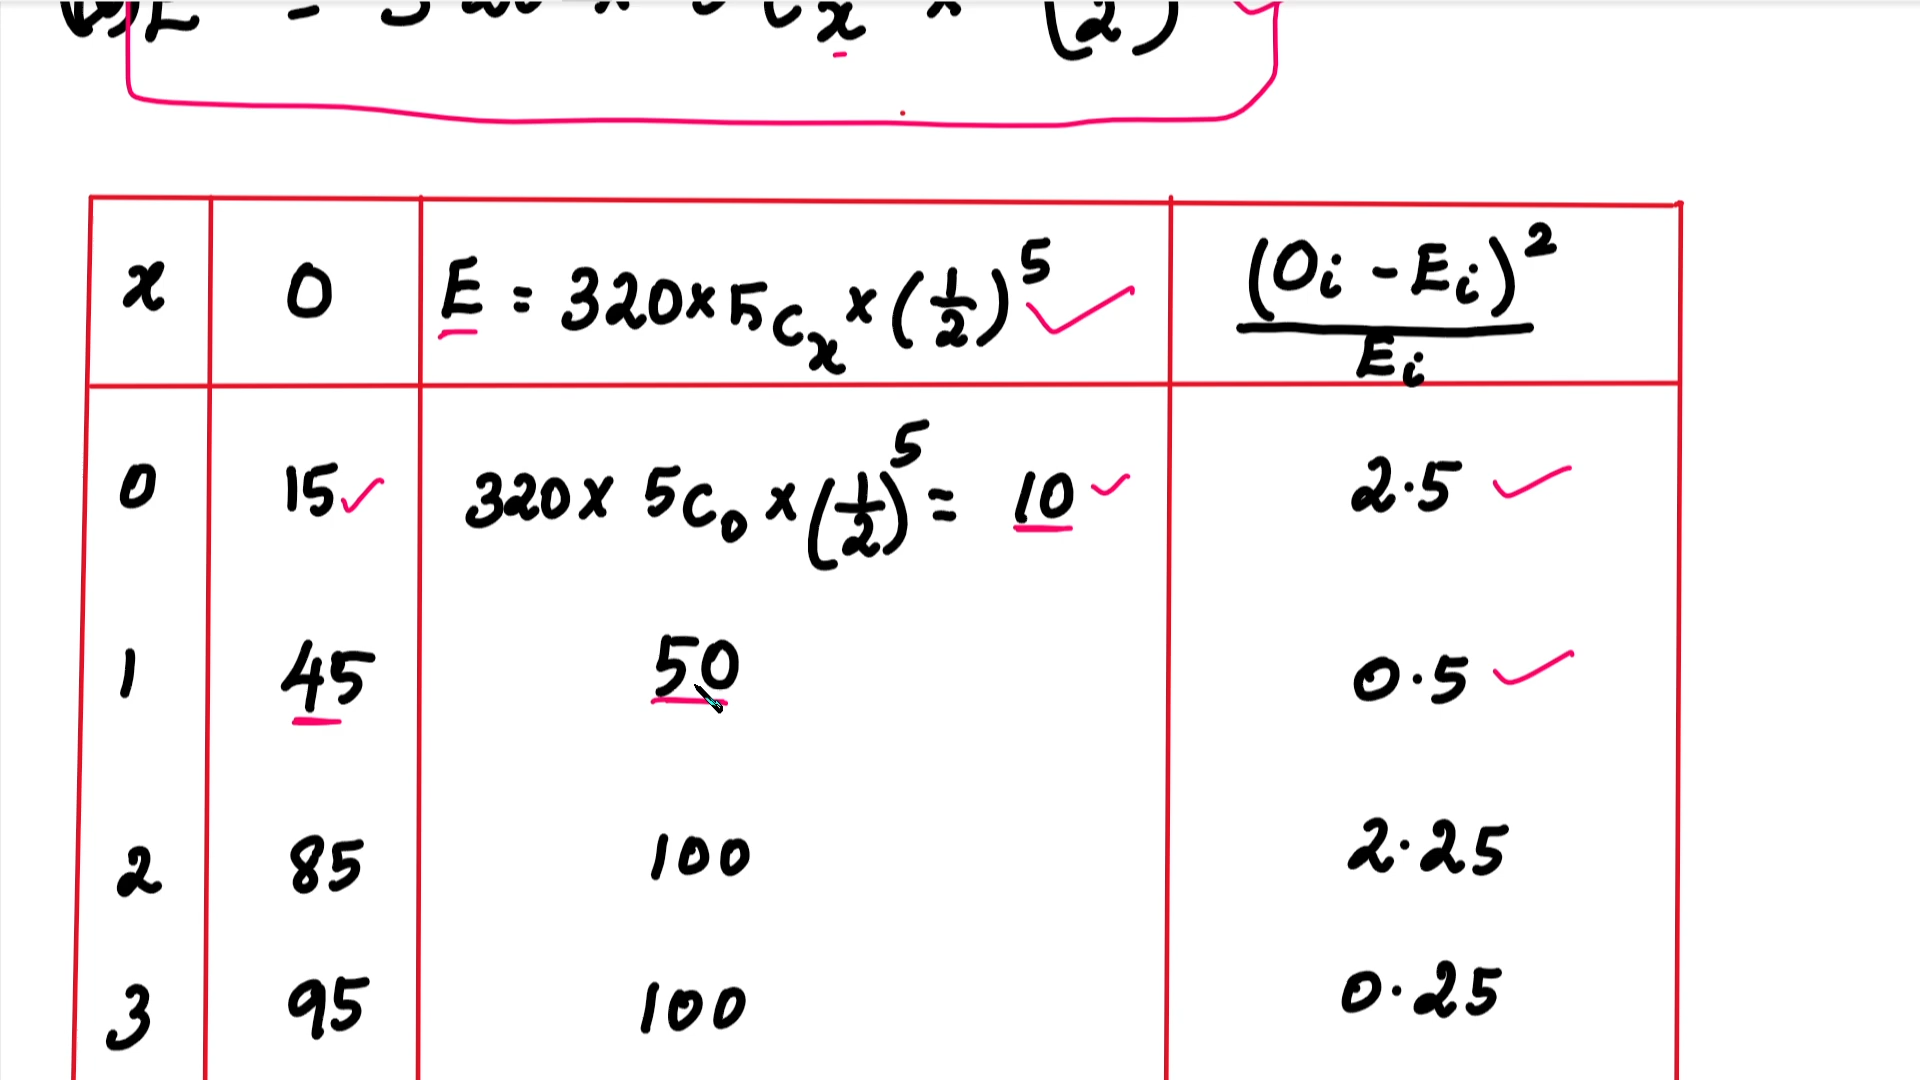 x O E = 320 × 5Cx × (1/2)^5 (Oi - Ei)^2 / Ei
0 15 320 × 5C0 × (1/2)^5 = 10 2.5
1 45 50 0.5
2 85 100 2.25
3 95 100 0.25